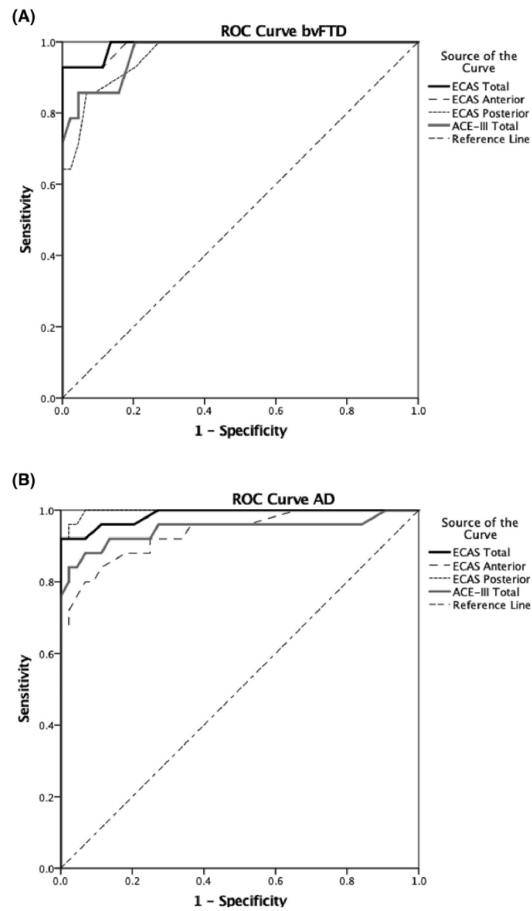 (A)
ROC Curve bvFTD
Source of the
Curve
ECAS Total
ECAS Anterior
ECAS Posterior
ACE-III Total
Reference Line
1.0
0.8
0.6
0.4
0.2
0.0
Sensitivity
0.0 0.2 0.4 0.6 0.8 1.0
1 - Specificity
(B)
ROC Curve AD
Source of the
Curve
ECAS Total
ECAS Anterior
ECAS Posterior
ACE-III Total
Reference Line
1.0
0.8
0.6
0.4
0.2
0.0
Sensitivity
0.0 0.2 0.4 0.6 0.8 1.0
1 - Specificity